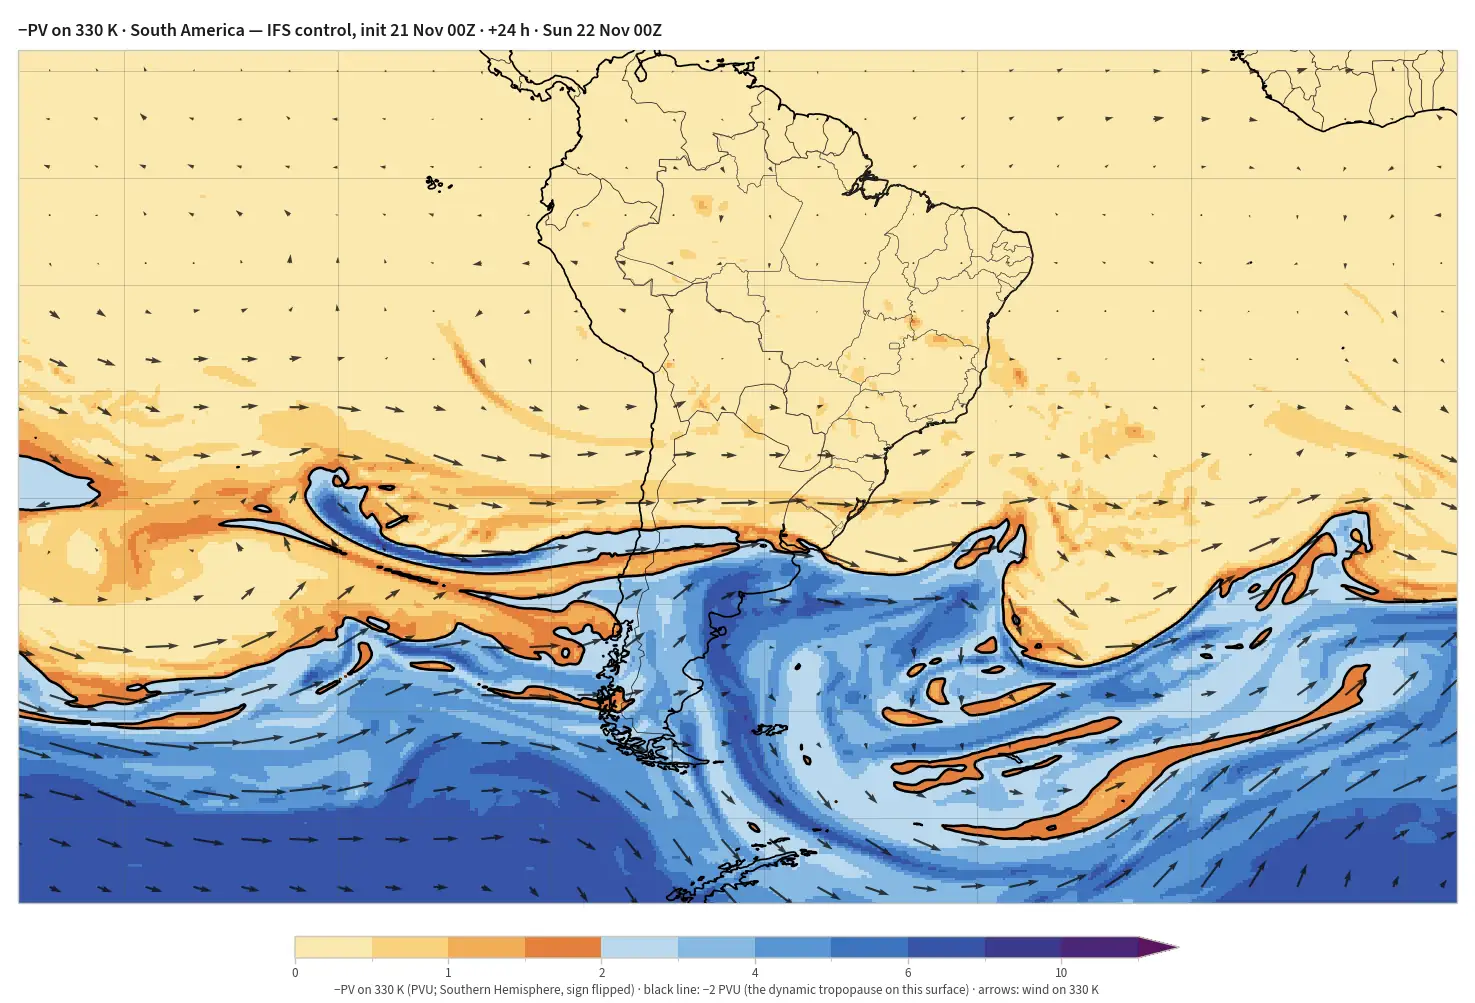 −PV on 330 K · South America — IFS control, init 21 Nov 00Z · +24 h · Sun 22 Nov 00Z
0 1 2 4 6 10
−PV on 330 K (PVU; Southern Hemisphere, sign flipped) · black line: −2 PVU (the dynamic tropopause on this surface) · arrows: wind on 330 K